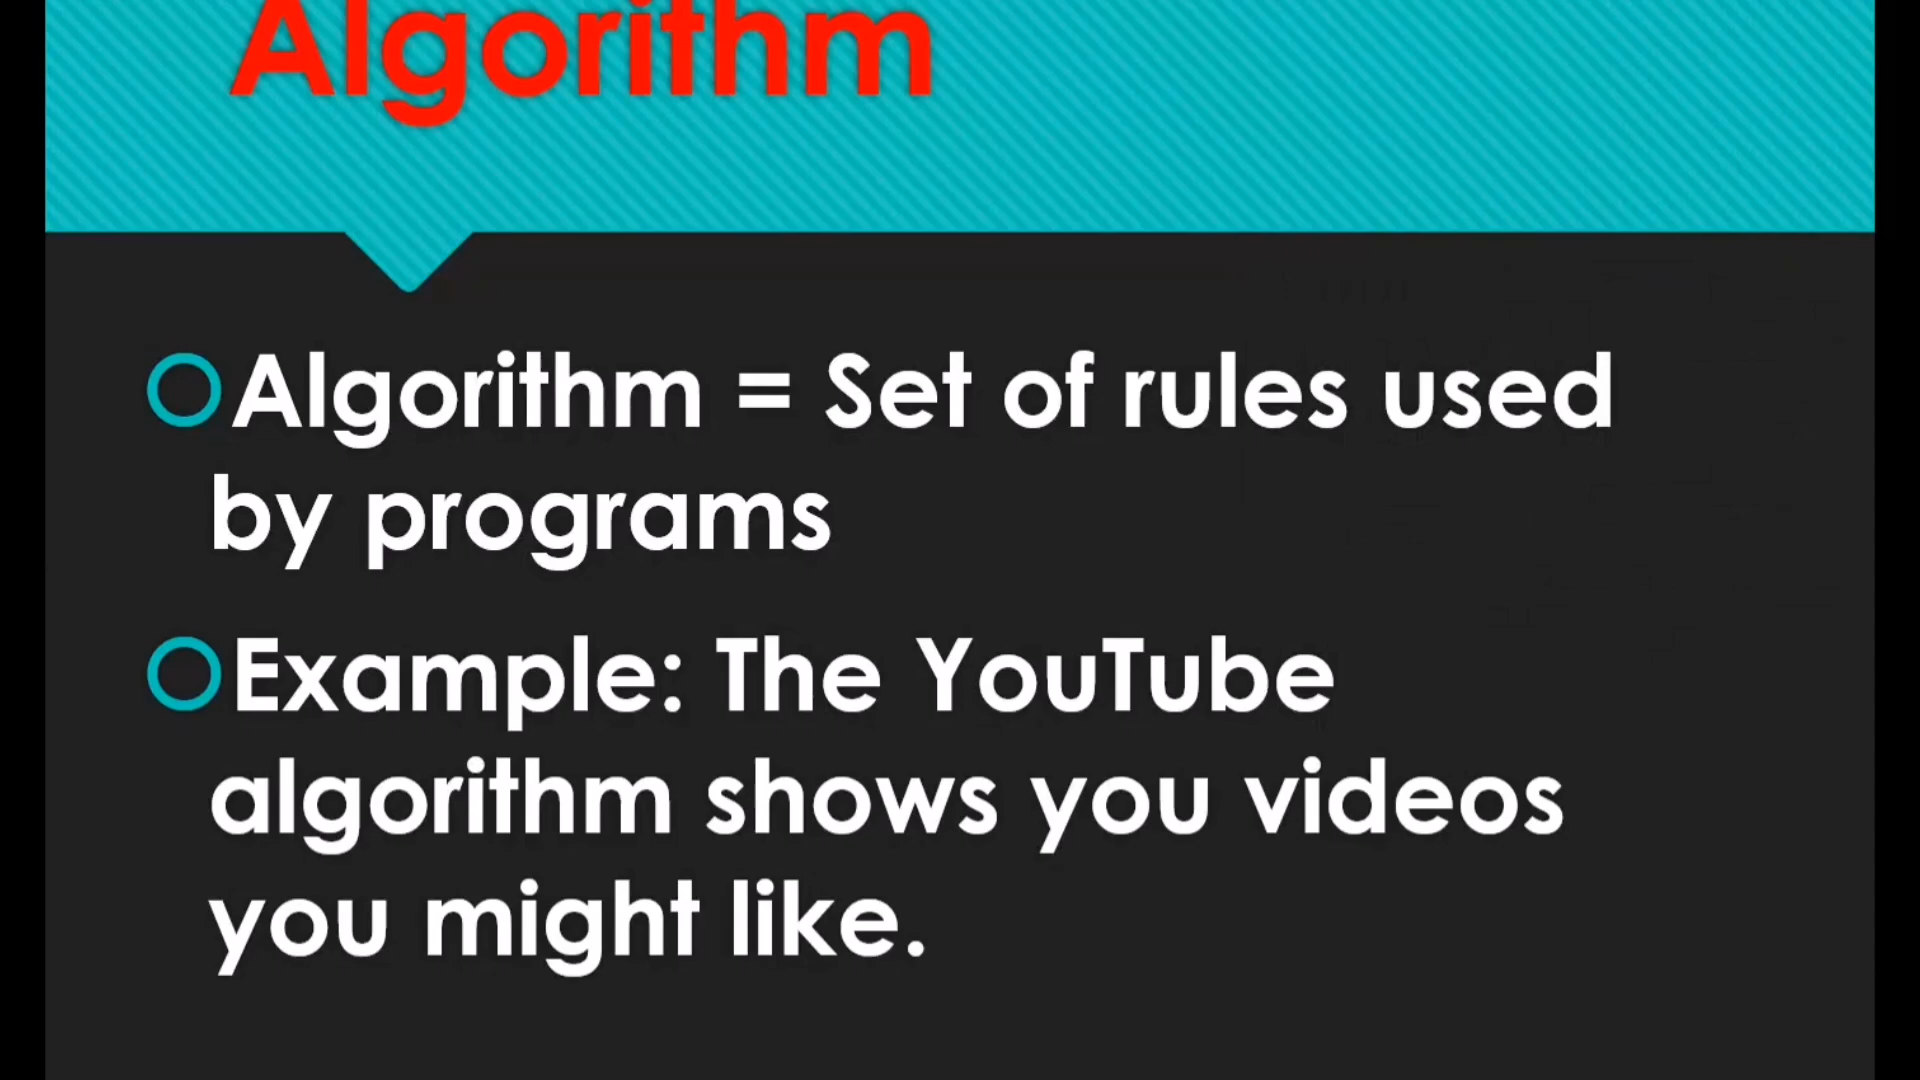 Algorithm
Algorithm = Set of rules used
by programs
Example: The YouTube
algorithm shows you videos
you might like.